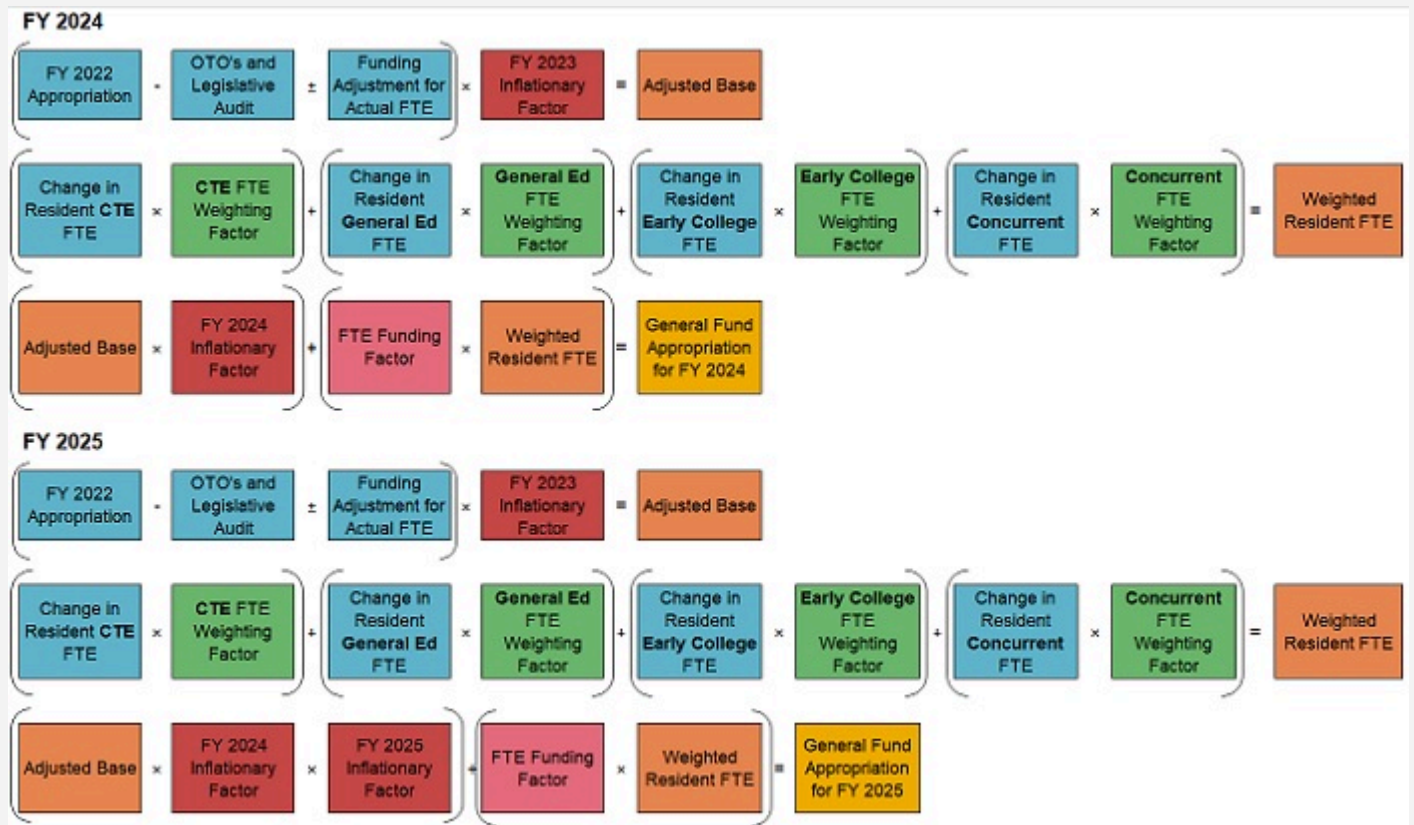 FY 2024
FY 2022
Appropriation
-
OTO's and
Legislative
Audit
±
Funding
Adjustment for
Actual FTE
×
FY 2023
Inflationary
Factor
=
Adjusted Base
Change in
Resident CTE
FTE
×
CTE FTE
Weighting
Factor
+
Change in
Resident
General Ed
FTE
×
General Ed
FTE
Weighting
Factor
+
Change in
Resident
Early College
FTE
×
Early College
FTE
Weighting
Factor
+
Change in
Resident
Concurrent
FTE
×
Concurrent
FTE
Weighting
Factor
=
Weighted
Resident FTE
Adjusted Base
×
FY 2024
Inflationary
Factor
+
FTE Funding
Factor
×
Weighted
Resident FTE
=
General Fund
Appropriation
for FY 2024
FY 2025
FY 2022
Appropriation
-
OTO's and
Legislative
Audit
±
Funding
Adjustment for
Actual FTE
×
FY 2023
Inflationary
Factor
=
Adjusted Base
Change in
Resident CTE
FTE
×
CTE FTE
Weighting
Factor
+
Change in
Resident
General Ed
FTE
×
General Ed
FTE
Weighting
Factor
+
Change in
Resident
Early College
FTE
×
Early College
FTE
Weighting
Factor
+
Change in
Resident
Concurrent
FTE
×
Concurrent
FTE
Weighting
Factor
=
Weighted
Resident FTE
Adjusted Base
×
FY 2024
Inflationary
Factor
×
FY 2025
Inflationary
Factor
+
FTE Funding
Factor
×
Weighted
Resident FTE
=
General Fund
Appropriation
for FY 2025